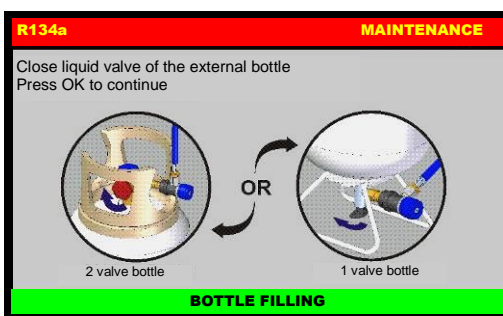 R134a MAINTENANCE
Close liquid valve of the external bottle
Press OK to continue
OR
2 valve bottle 1 valve bottle
BOTTLE FILLING